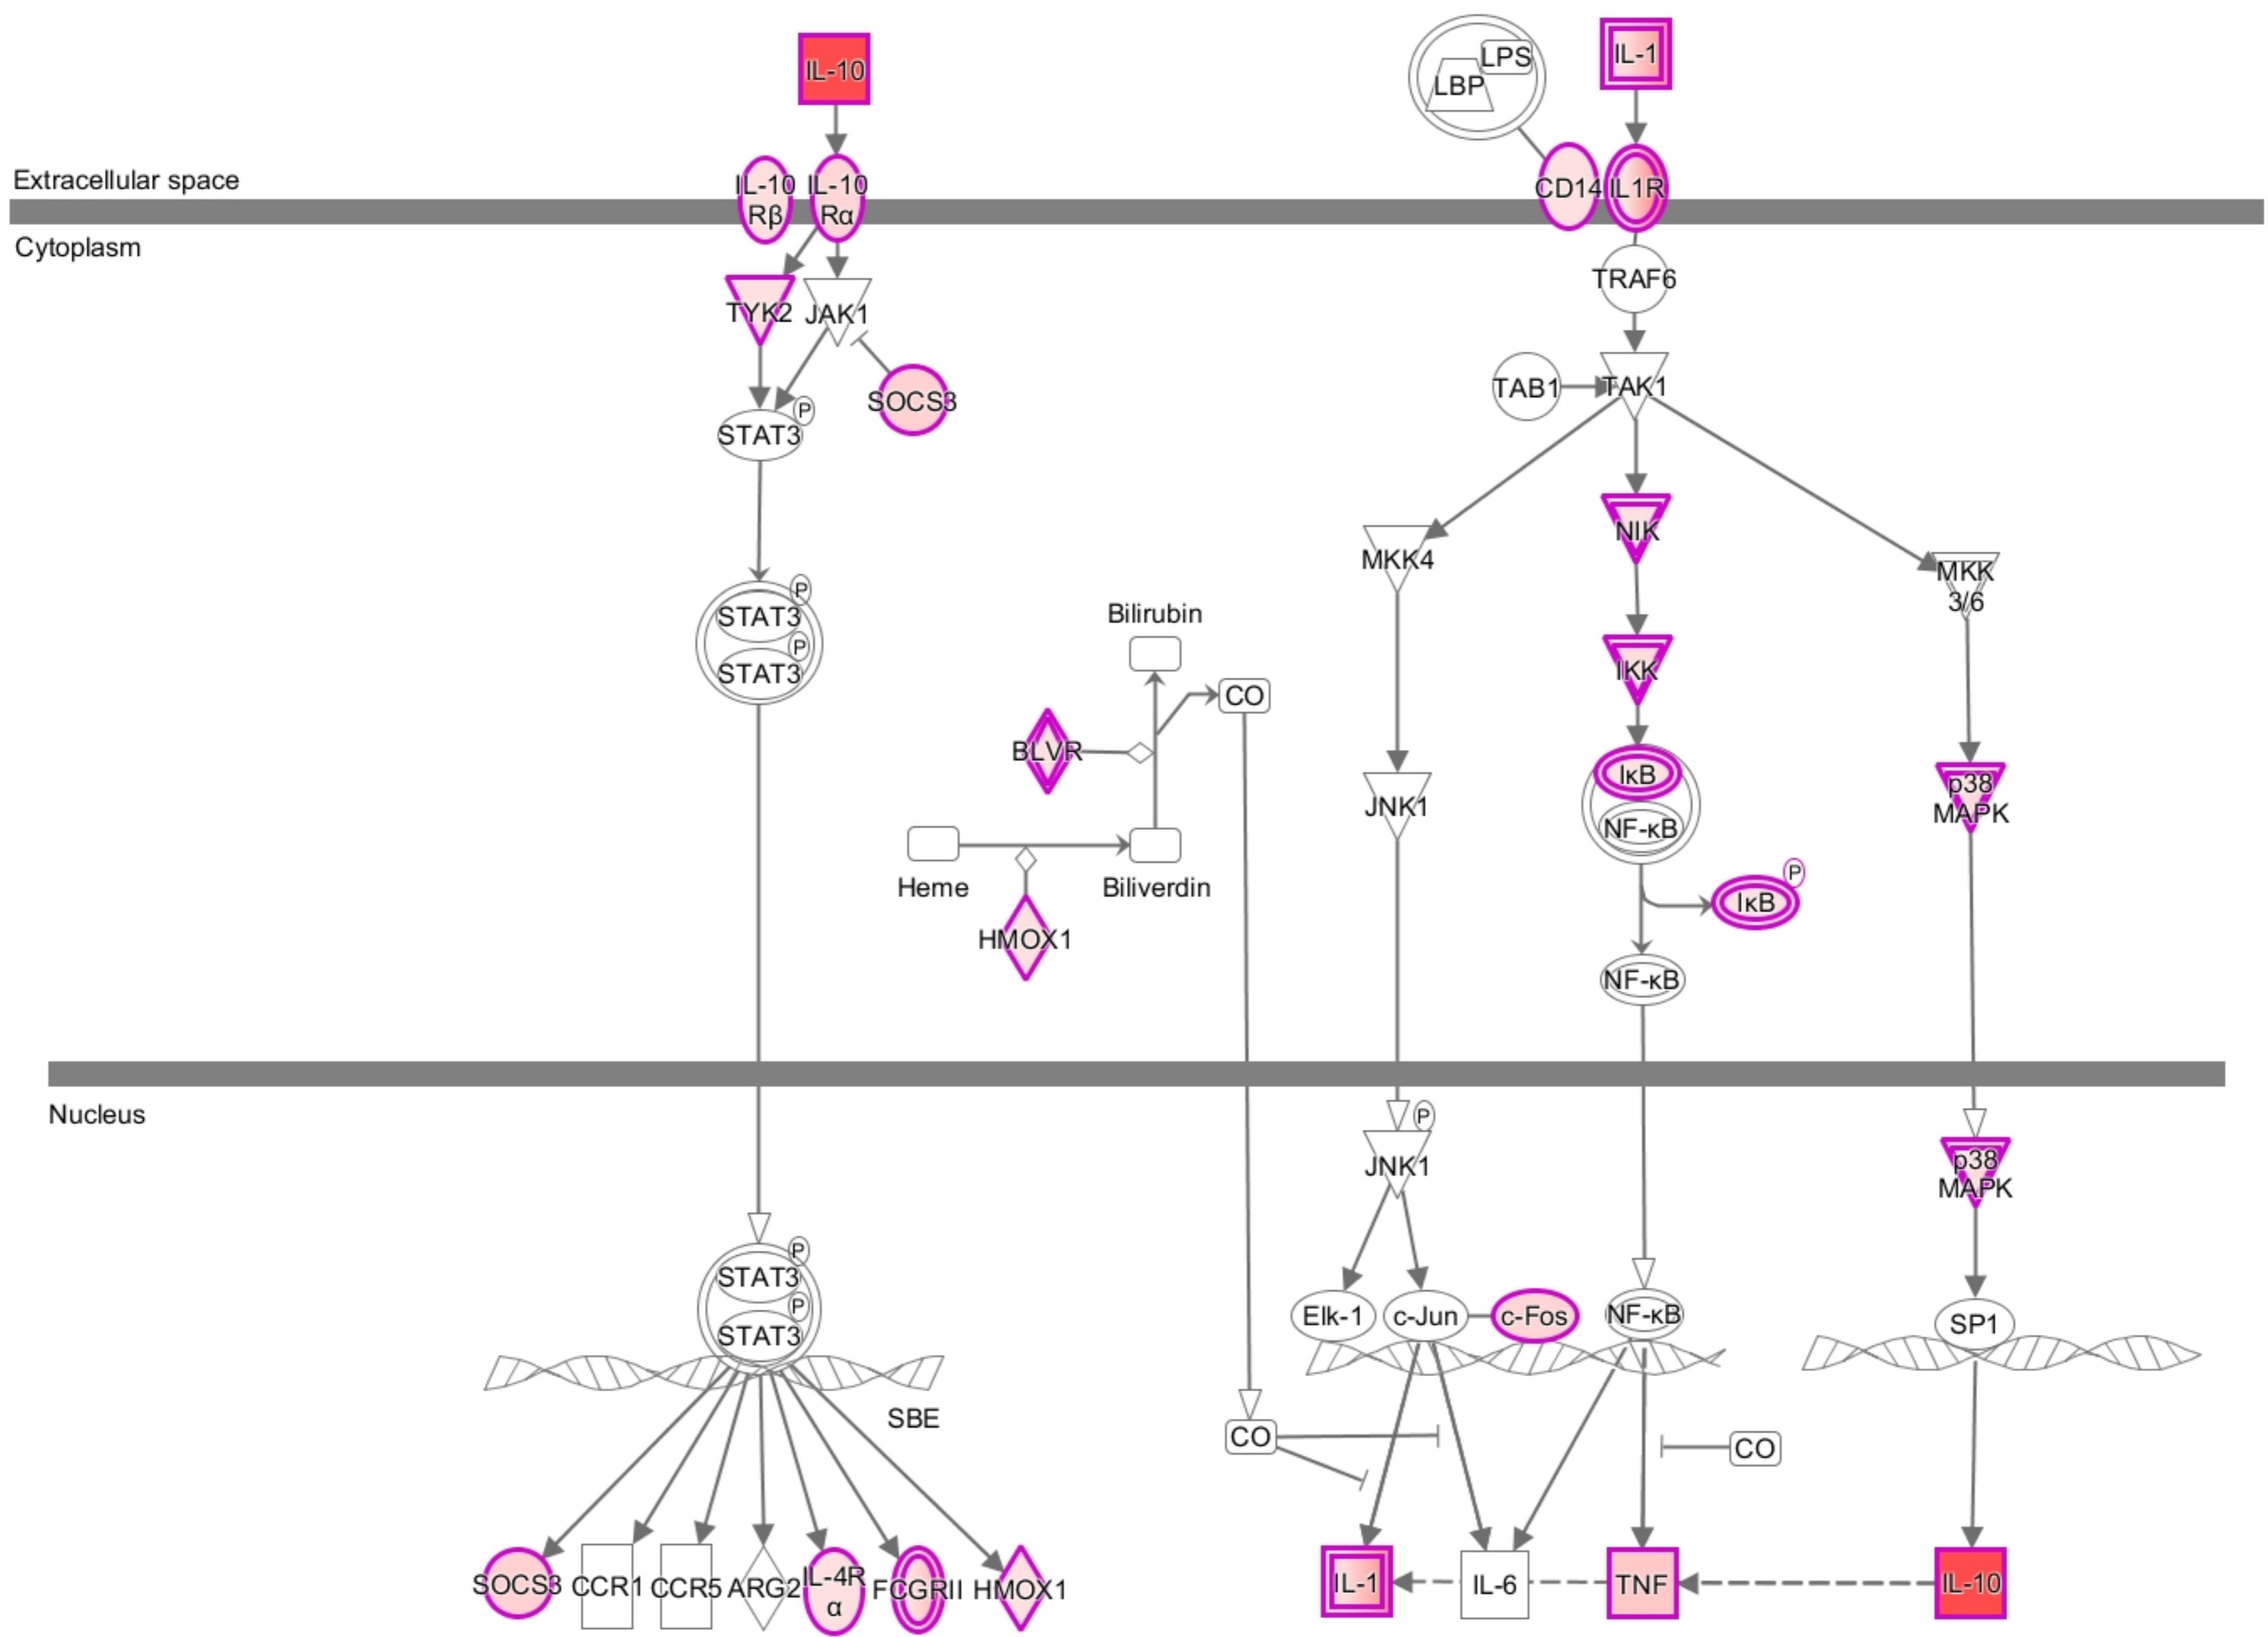 IL-10
LPS
LBP
IL-1
Extracellular space
IL-10
Rβ
IL-10
Rα
CD14
IL1R
Cytoplasm
TYK2
JAK1
TRAF6
SOCS3
TAB1
TAK1
P
STAT3
NIK
MKK4
MKK
3/6
P
STAT3
P
STAT3
Bilirubin
IKK
CO
BLVR
IκB
NF-κB
p38
MAPK
JNK1
Heme
Biliverdin
P
IκB
HMOX1
NF-κB
Nucleus
P
JNK1
p38
MAPK
P
STAT3
P
STAT3
Elk-1
c-Jun
c-Fos
NF-κB
SP1
SBE
CO
CO
SOCS3
CCR1
CCR5
ARG2
IL-4R
α
FCGRII
HMOX1
IL-1
IL-6
TNF
IL-10